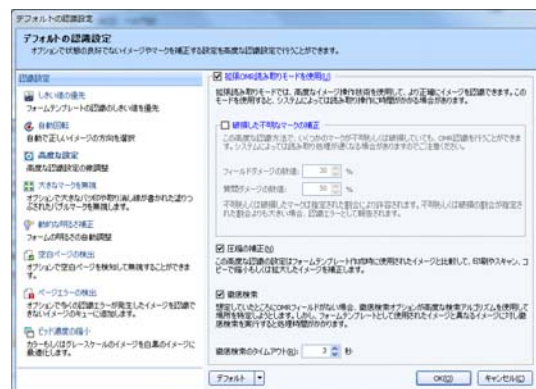 デフォルトの認識設定
デフォルトの認識設定
オプションで状態の良好でないイメージやマークを補正する設定を高度な認識設定で行うことができます。
認識設定
しきい値の優先
フォームテンプレートの認識のしきい値を優先
自動回転
自動で正しいイメージの方向を選択
高度な設定
高度な認識設定の微調整
大きなマークを無視
オプションで大きなバツ印や取り消し線が書かれた塗りつ
ぶされたバブルマークを無視します。
動的な明るさ補正
フォームの明るさの自動調整
空白ページの検出
オプションで空白ページを検知して無視することができま
す。
ページエラーの検出
オプションで多くの認識エラーが発生したイメージを認識で
きないイメージのキューに追加します。
ビット濃度の縮小
カラーもしくはグレースケールのイメージを白黒のイメージに
最適化します。
拡張OMR読み取りモードを使用(U)
拡張読み取りモードでは、高度なイメージ操作技術を使用して、より正確にイメージを認識できます。この
モードを使用すると、システムによっては読み取り操作に時間がかかる場合があります。
破損した不明なマークの補正
この高度な認識方法で、いくつかのマークが不明もしくは破損していても、OMR認識を行うことができま
す。システムによっては読み取り処理が遅くなる場合がありますのでご注意ください。
フィールドダメージの数値: 30 %
質問ダメージの数値: 30 %
不明もしくは破損したマークは指定された割合により許容されます。不明もしくは破損の割合が指定さ
れた割合よりも大きい場合、認識エラーとして報告されます。
圧縮の補正(N)
この高度な認識の設定はフォームテンプレート作成時に使用されたイメージと比較して、印刷やスキャン、コ
ピーで縮小もしくは拡大したイメージを補正します。
徹底検索
想定していたところにOMRフィールドがない場合、徹底検索オプションが高度な検索アルゴリズムを使用して
場所を特定しようとします。しかし、フォームテンプレートとして使用されたイメージと異なるイメージに対し徹
底検索を実行すると処理時間がかかります。
徹底検索のタイムアウト(R): 3 秒
デフォルト
OK(O)
キャンセル(C)